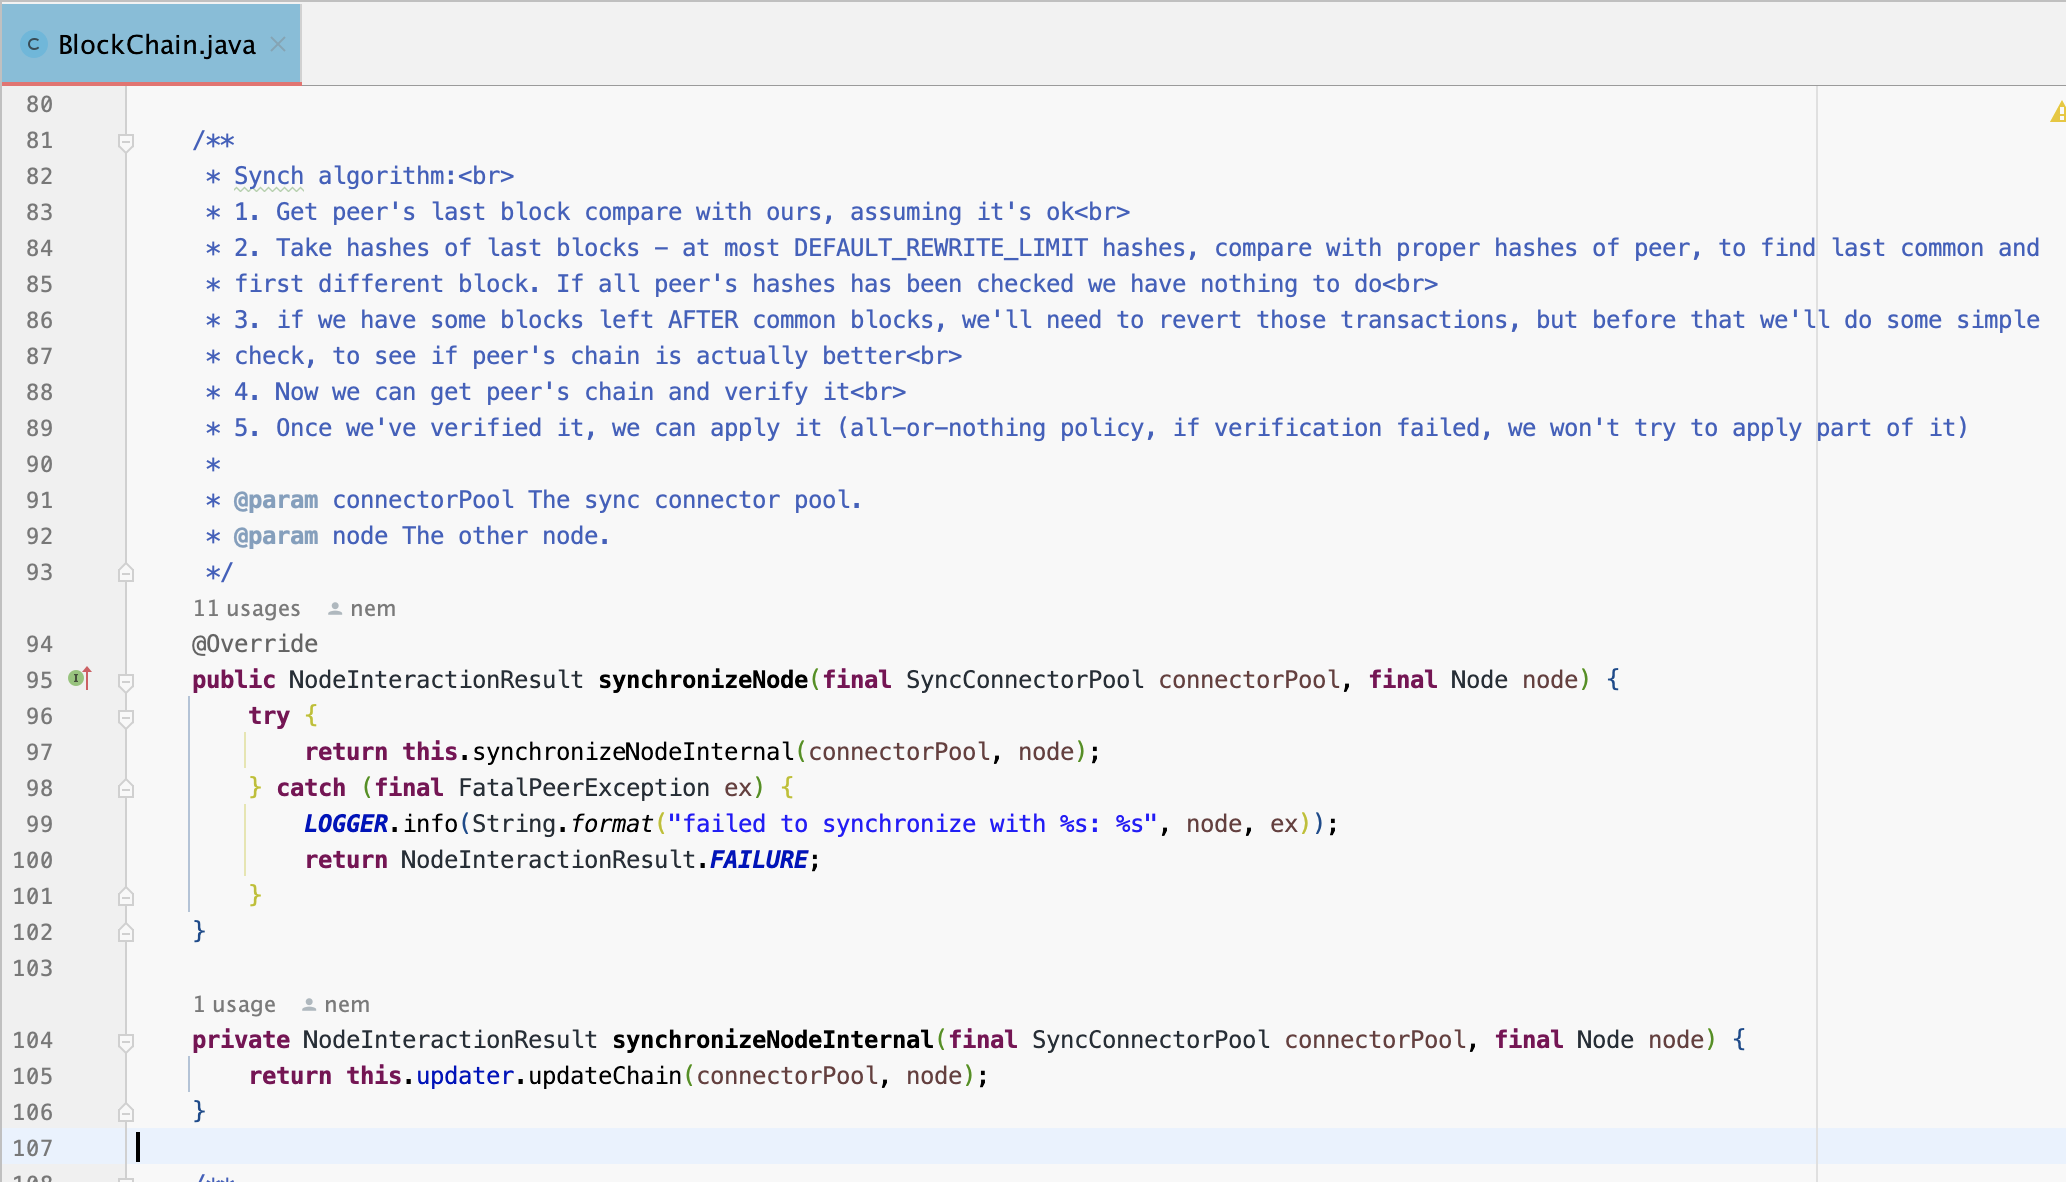 BlockChain.java
80
81 /**
82 * Synch algorithm:<br>
83 * 1. Get peer's last block compare with ours, assuming it's ok<br>
84 * 2. Take hashes of last blocks - at most DEFAULT_REWRITE_LIMIT hashes, compare with proper hashes of peer, to find last common and
85 * first different block. If all peer's hashes has been checked we have nothing to do<br>
86 * 3. if we have some blocks left AFTER common blocks, we'll need to revert those transactions, but before that we'll do some simple
87 * check, to see if peer's chain is actually better<br>
88 * 4. Now we can get peer's chain and verify it<br>
89 * 5. Once we've verified it, we can apply it (all-or-nothing policy, if verification failed, we won't try to apply part of it)
90 *
91 * @param connectorPool The sync connector pool.
92 * @param node The other node.
93 */
11 usages nem
94 @Override
95 public NodeInteractionResult synchronizeNode(final SyncConnectorPool connectorPool, final Node node) {
96 try {
97 return this.synchronizeNodeInternal(connectorPool, node);
98 } catch (final FatalPeerException ex) {
99 LOGGER.info(String.format("failed to synchronize with %s: %s", node, ex));
100 return NodeInteractionResult.FAILURE;
101 }
102 }
103
1 usage nem
104 private NodeInteractionResult synchronizeNodeInternal(final SyncConnectorPool connectorPool, final Node node) {
105 return this.updater.updateChain(connectorPool, node);
106 }
107
108 /**